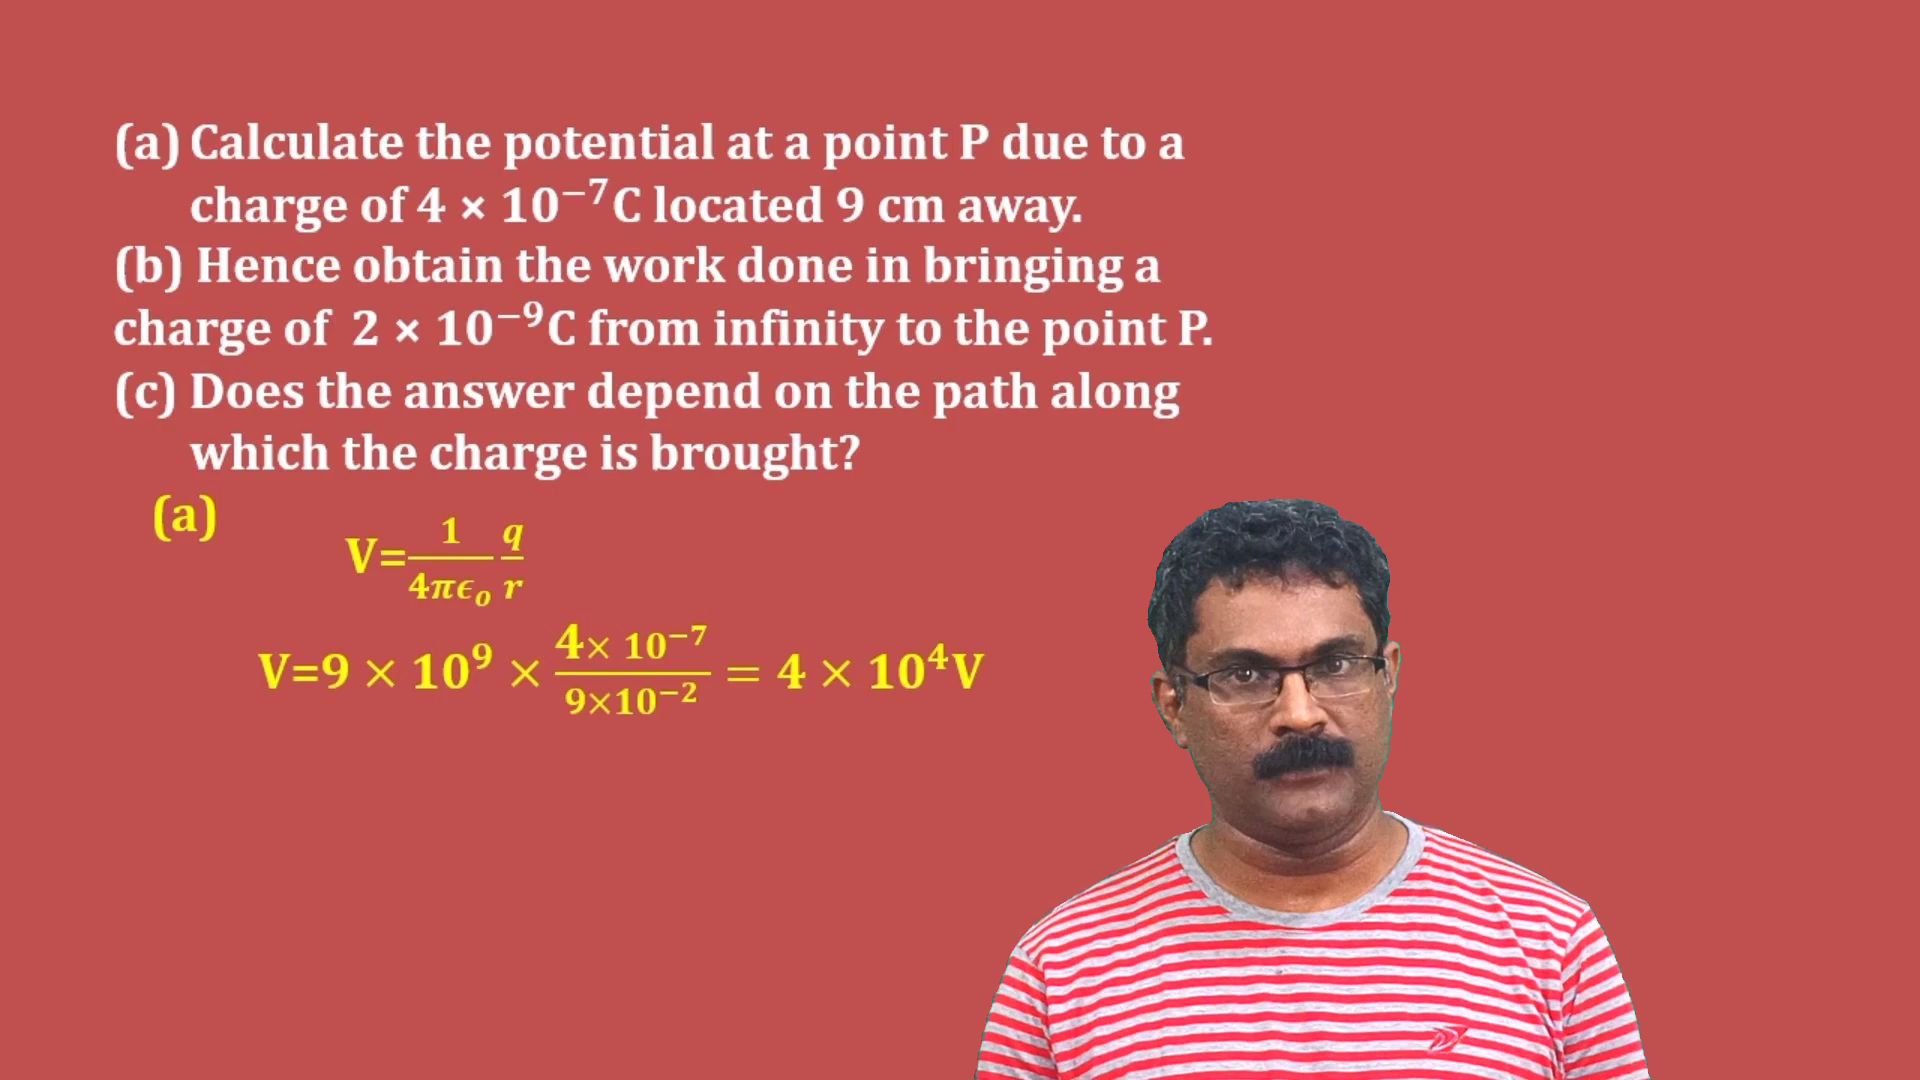 (a) Calculate the potential at a point P due to a
charge of 4 × 10⁻⁷C located 9 cm away.
(b) Hence obtain the work done in bringing a
charge of 2 × 10⁻⁹C from infinity to the point P.
(c) Does the answer depend on the path along
which the charge is brought?
(a)
V=1/4πϵₒ q/r
V=9 × 10⁹ × 4× 10⁻⁷/9×10⁻² = 4 × 10⁴V